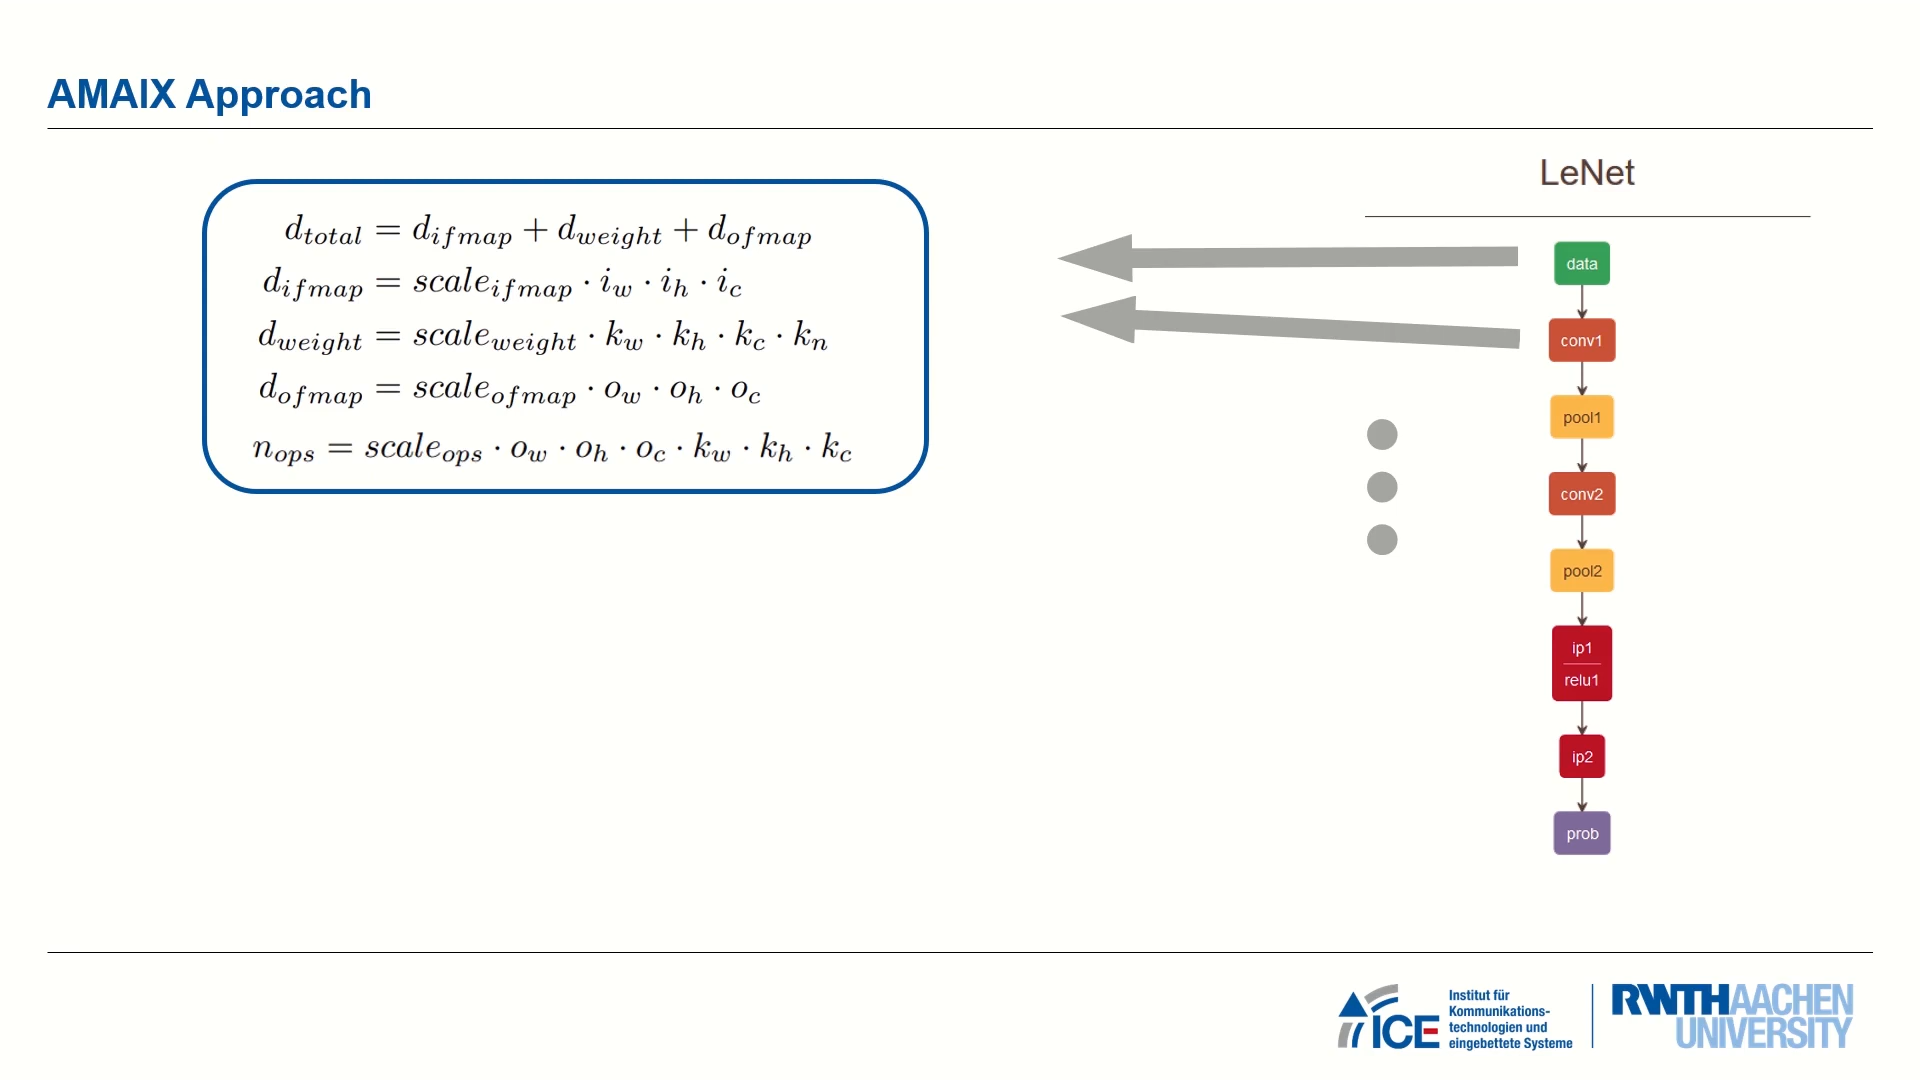 AMAIX Approach
d_total = d_ifmap + d_weight + d_ofmap
d_ifmap = scale_ifmap · i_w · i_h · i_c
d_weight = scale_weight · k_w · k_h · k_c · k_n
d_ofmap = scale_ofmap · o_w · o_h · o_c
n_ops = scale_ops · o_w · o_h · o_c · k_w · k_h · k_c
LeNet
data
conv1
pool1
conv2
pool2
ip1
relu1
ip2
prob
ICE
Institut für
Kommunikations-
technologien und
eingebettete Systeme
RWTH AACHEN
UNIVERSITY